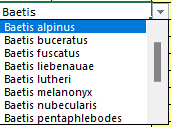 Baetis
Baetis alpinus
Baetis buceratus
Baetis fuscatus
Baetis liebenauae
Baetis lutheri
Baetis melanonyx
Baetis nubecularis
Baetis pentaphlebodes